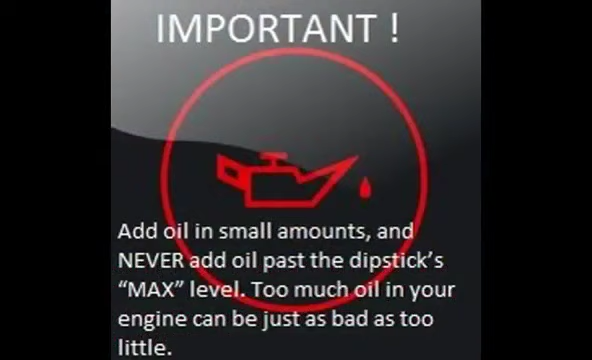 IMPORTANT !
Add oil in small amounts, and
NEVER add oil past the dipstick's
“MAX” level. Too much oil in your
engine can be just as bad as too
little.